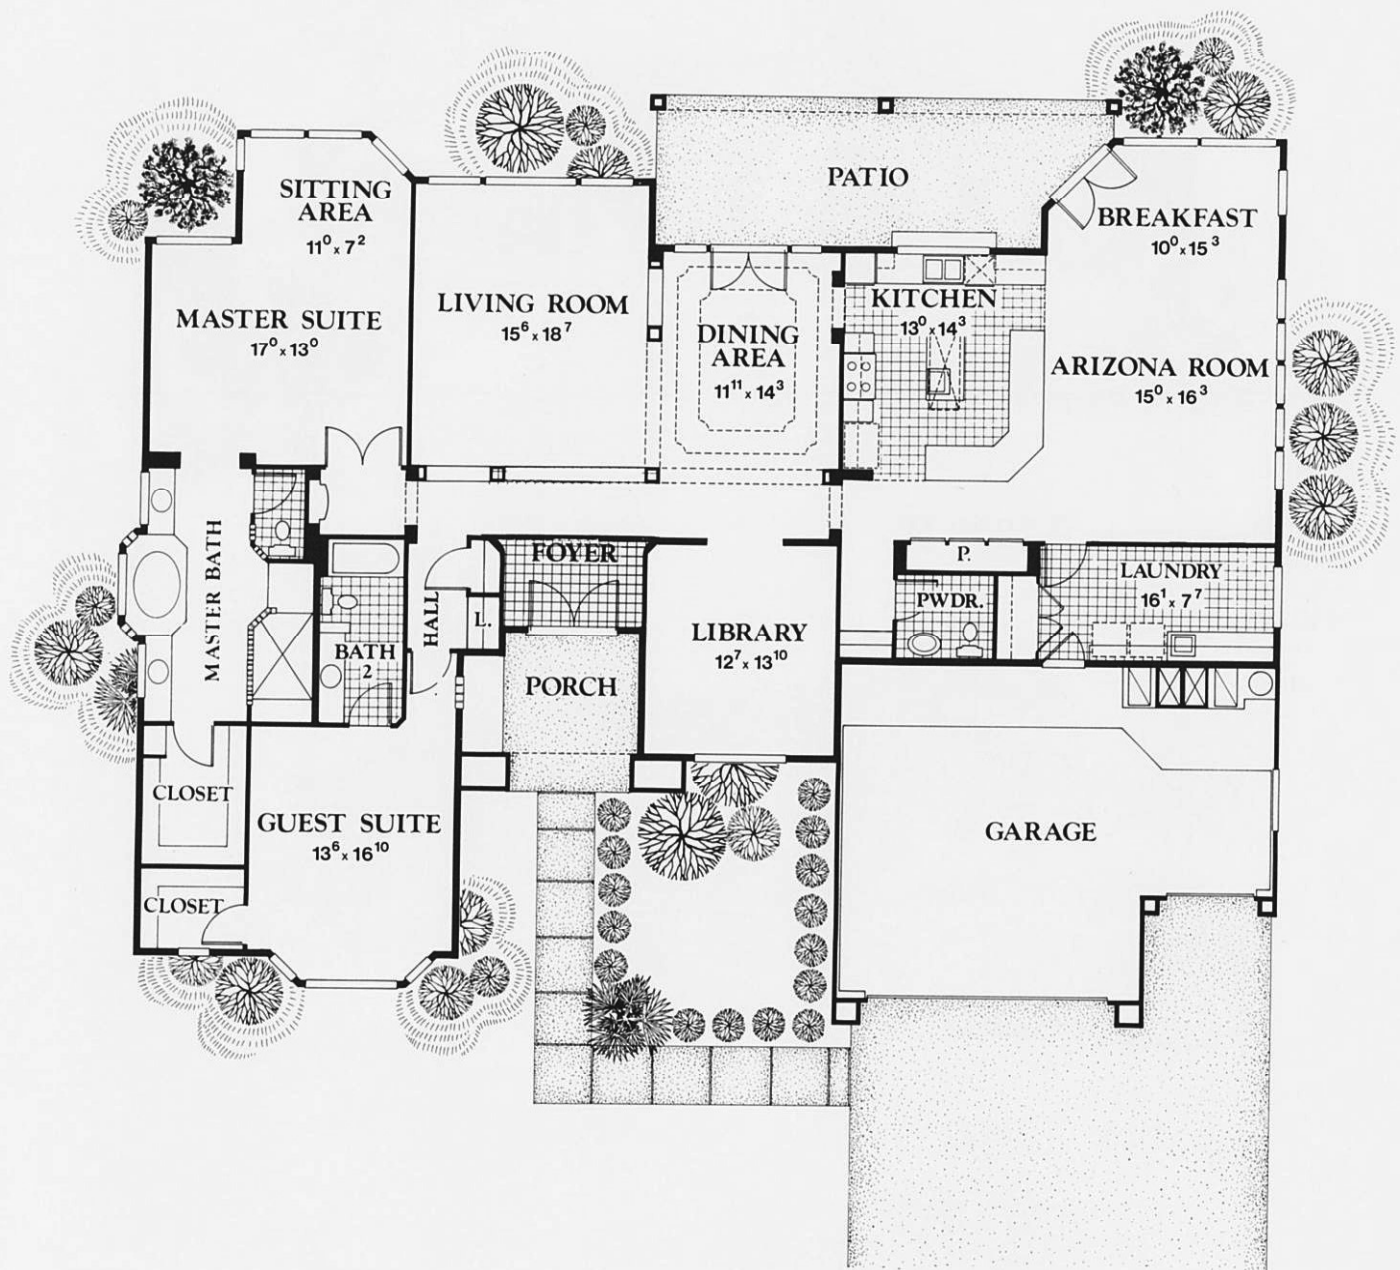 PATIO
SITTING
AREA
11⁰ x 7²
BREAKFAST
10⁰ x 15³
LIVING ROOM
15⁶ x 18⁷
KITCHEN
13⁰ x 14³
MASTER SUITE
17⁰ x 13⁰
DINING
AREA
11¹¹ x 14³
ARIZONA ROOM
15⁰ x 16³
MASTER BATH
FOYER
P.
LAUNDRY
16¹ x 7⁷
HALL
L.
PWDR.
LIBRARY
12⁷ x 13¹⁰
BATH
2
PORCH
CLOSET
GUEST SUITE
13⁶ x 16¹⁰
GARAGE
CLOSET